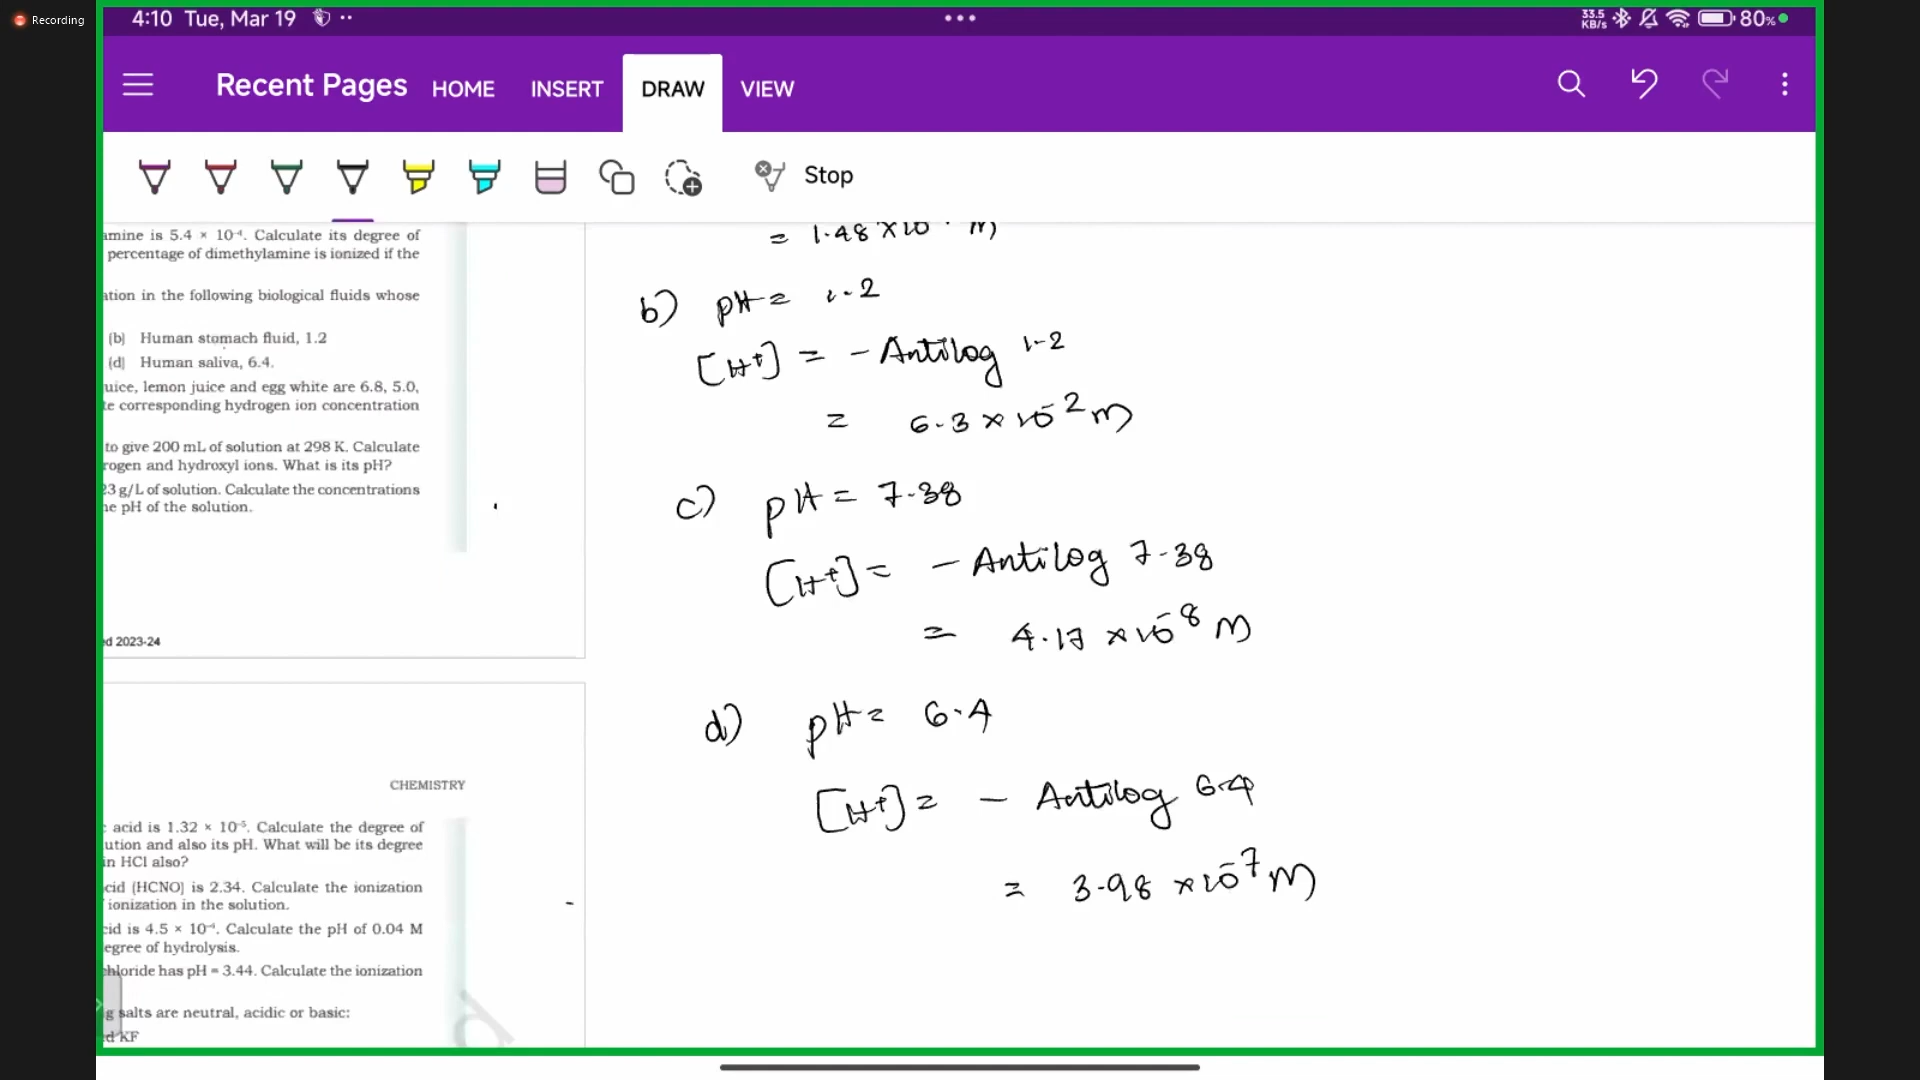 Recording
4:10 Tue, Mar 19
33.5 KB/s 80%
Recent Pages HOME INSERT DRAW VIEW
Stop
amine is 5.4 × 10⁻⁴. Calculate its degree of
percentage of dimethylamine is ionized if the
ation in the following biological fluids whose
(b) Human stomach fluid, 1.2
(d) Human saliva, 6.4.
uice, lemon juice and egg white are 6.8, 5.0,
e corresponding hydrogen ion concentration
to give 200 mL of solution at 298 K. Calculate
rogen and hydroxyl ions. What is its pH?
23 g/L of solution. Calculate the concentrations
he pH of the solution.
d 2023-24
CHEMISTRY
c acid is 1.32 × 10⁻⁵. Calculate the degree of
ution and also its pH. What will be its degree
in HCl also?
cid (HCNO) is 2.34. Calculate the ionization
ionization in the solution.
cid is 4.5 × 10⁻⁴. Calculate the pH of 0.04 M
egree of hydrolysis.
chloride has pH = 3.44. Calculate the ionization
g salts are neutral, acidic or basic:
d KF
b) pH = 1.2
[H⁺] = - Antilog 1.2
= 6.3 × 10⁻² M
c) pH = 7.38
[H⁺] = - Antilog 7.38
= 4.17 × 10⁻⁸ M
d) pH = 6.4
[H⁺] = - Antilog 6.4
= 3.98 × 10⁻⁷ M